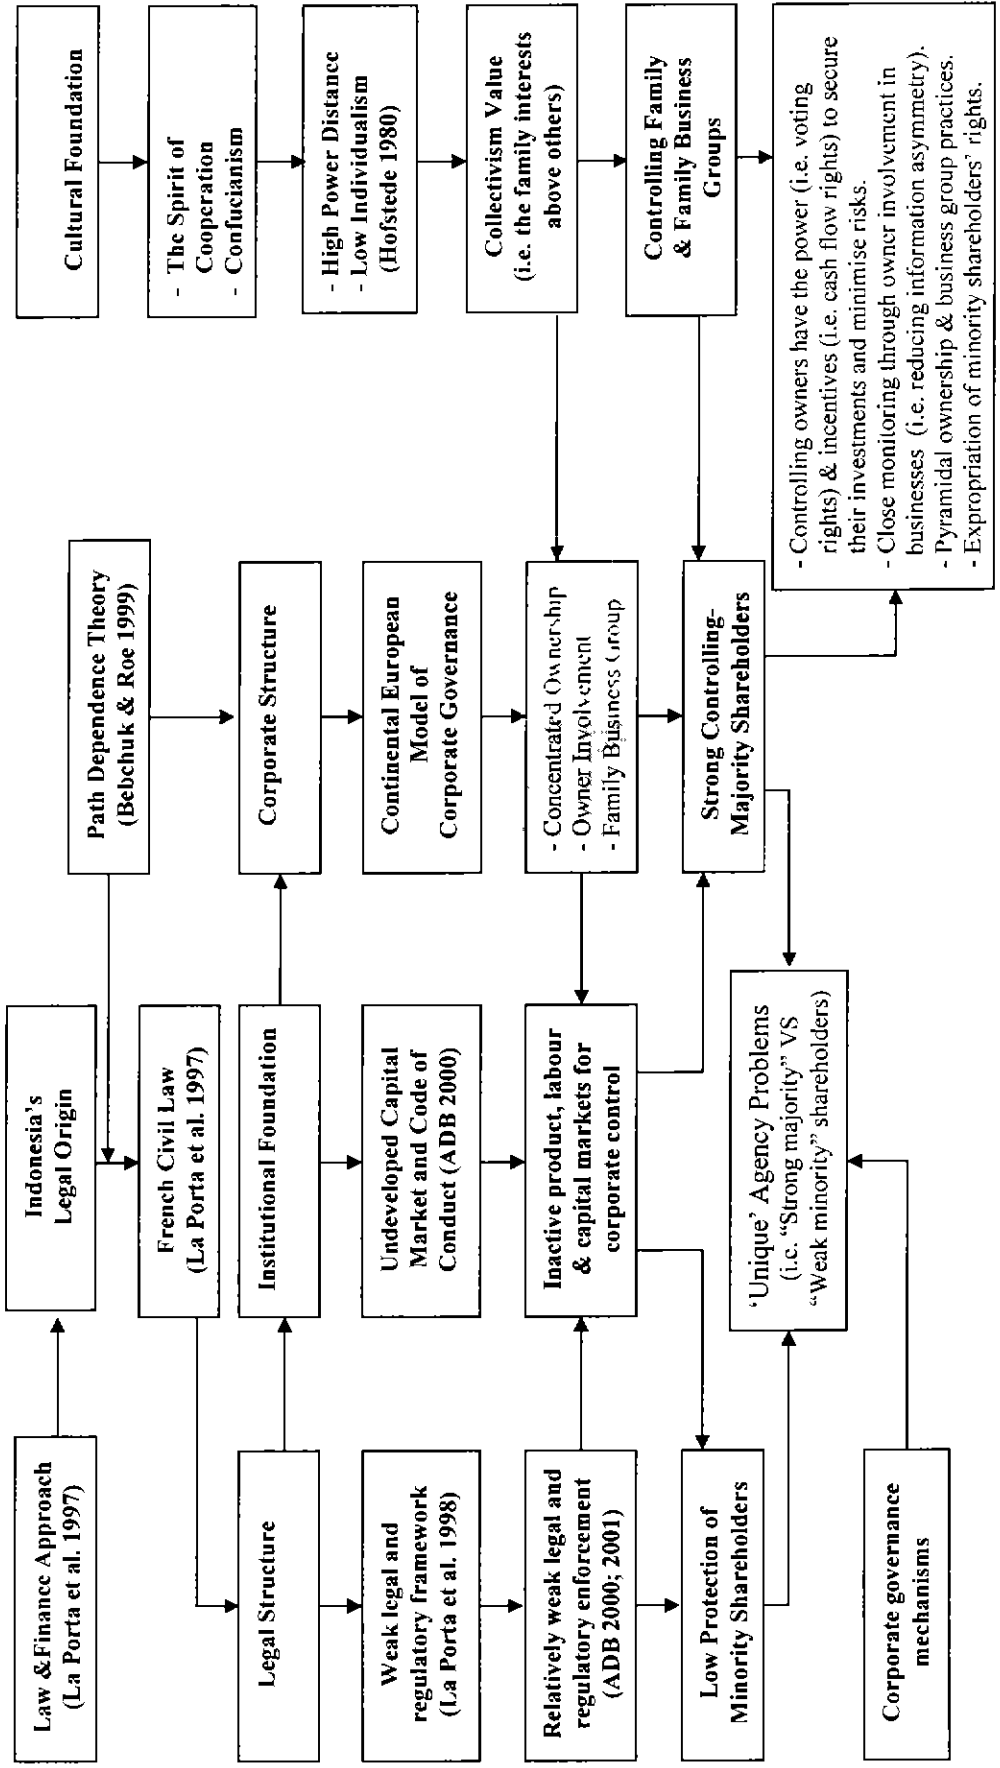 Law &Finance Approach
(La Porta et al. 1997)
Indonesia's
Legal Origin
Path Dependence Theory
(Bebchuk & Roe 1999)
Cultural Foundation
French Civil Law
(La Porta et al. 1997)
- The Spirit of
Cooperation
- Confucianism
Legal Structure
Institutional Foundation
Corporate Structure
- High Power Distance
- Low Individualism
(Hofstede 1980)
Weak legal and
regulatory framework
(La Porta et al. 1998)
Undeveloped Capital
Market and Code of
Conduct (ADB 2000)
Continental European
Model of
Corporate Governance
Collectivism Value
(i.e. the family interests
above others)
Relatively weak legal and
regulatory enforcement
(ADB 2000; 2001)
Inactive product, labour
& capital markets for
corporate control
- Concentrated Ownership
- Owner Involvement
- Family Business Group
Controlling Family
& Family Business
Groups
Low Protection of
Minority Shareholders
'Unique' Agency Problems
(i.e. "Strong majority" VS
"Weak minority" shareholders)
Strong Controlling-
Majority Shareholders
- Controlling owners have the power (i.e. voting
rights) & incentives (i.e. cash flow rights) to secure
their investments and minimise risks.
- Close monitoring through owner involvement in
businesses (i.e. reducing information asymmetry).
- Pyramidal ownership & business group practices.
- Expropriation of minority shareholders' rights.
Corporate governance
mechanisms